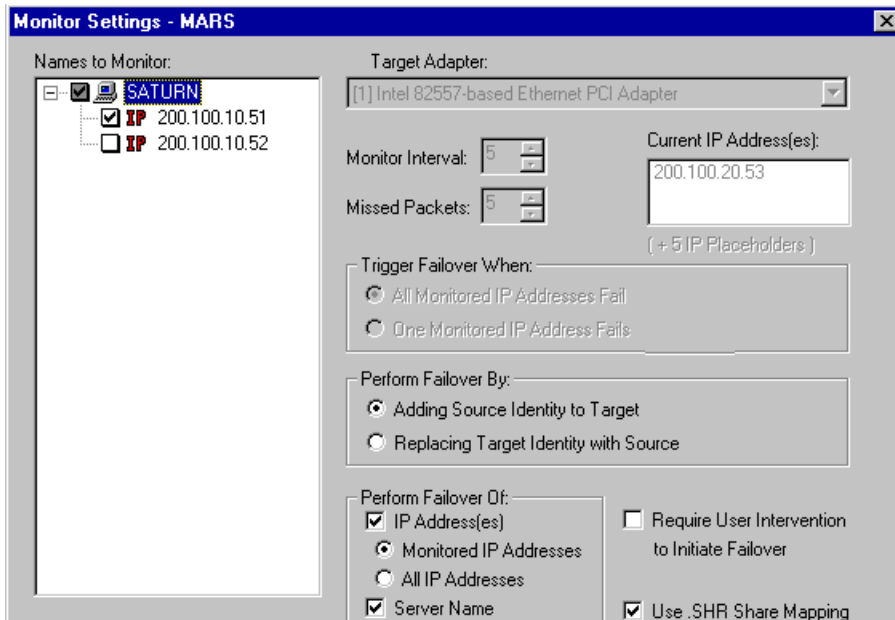 Monitor Settings - MARS
Names to Monitor:
SATURN
IP 200.100.10.51
IP 200.100.10.52
Target Adapter:
[1] Intel 82557-based Ethernet PCI Adapter
Monitor Interval: 5
Missed Packets: 5
Current IP Address(es):
200.100.20.53
( + 5 IP Placeholders )
Trigger Failover When:
All Monitored IP Addresses Fail
One Monitored IP Address Fails
Perform Failover By:
Adding Source Identity to Target
Replacing Target Identity with Source
Perform Failover Of:
IP Address(es)
Monitored IP Addresses
All IP Addresses
Server Name
Require User Intervention
to Initiate Failover
Use .SHR Share Mapping